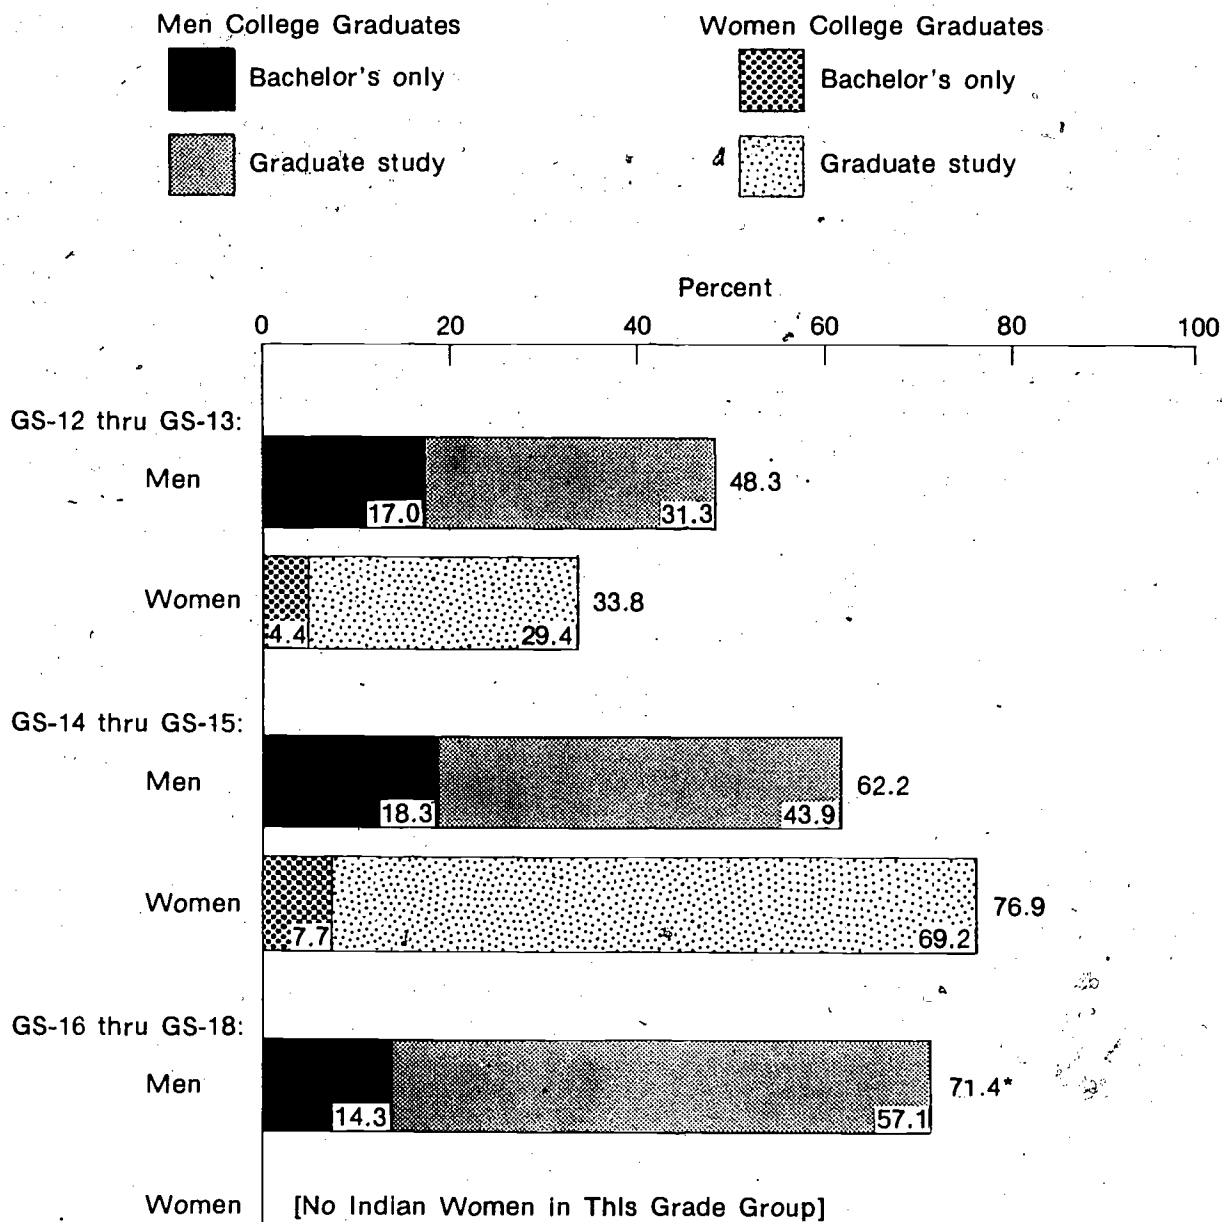 Men College Graduates
Women College Graduates
Bachelor's only
Bachelor's only
Graduate study
Graduate study
Percent
0 20 40 60 80 100
GS-12 thru GS-13:
Men
17.0
31.3
48.3
Women
4.4
29.4
33.8
GS-14 thru GS-15:
Men
18.3
43.9
62.2
Women
7.7
69.2
76.9
GS-16 thru GS-18:
Men
14.3
57.1
71.4*
Women
[No Indian Women in This Grade Group]